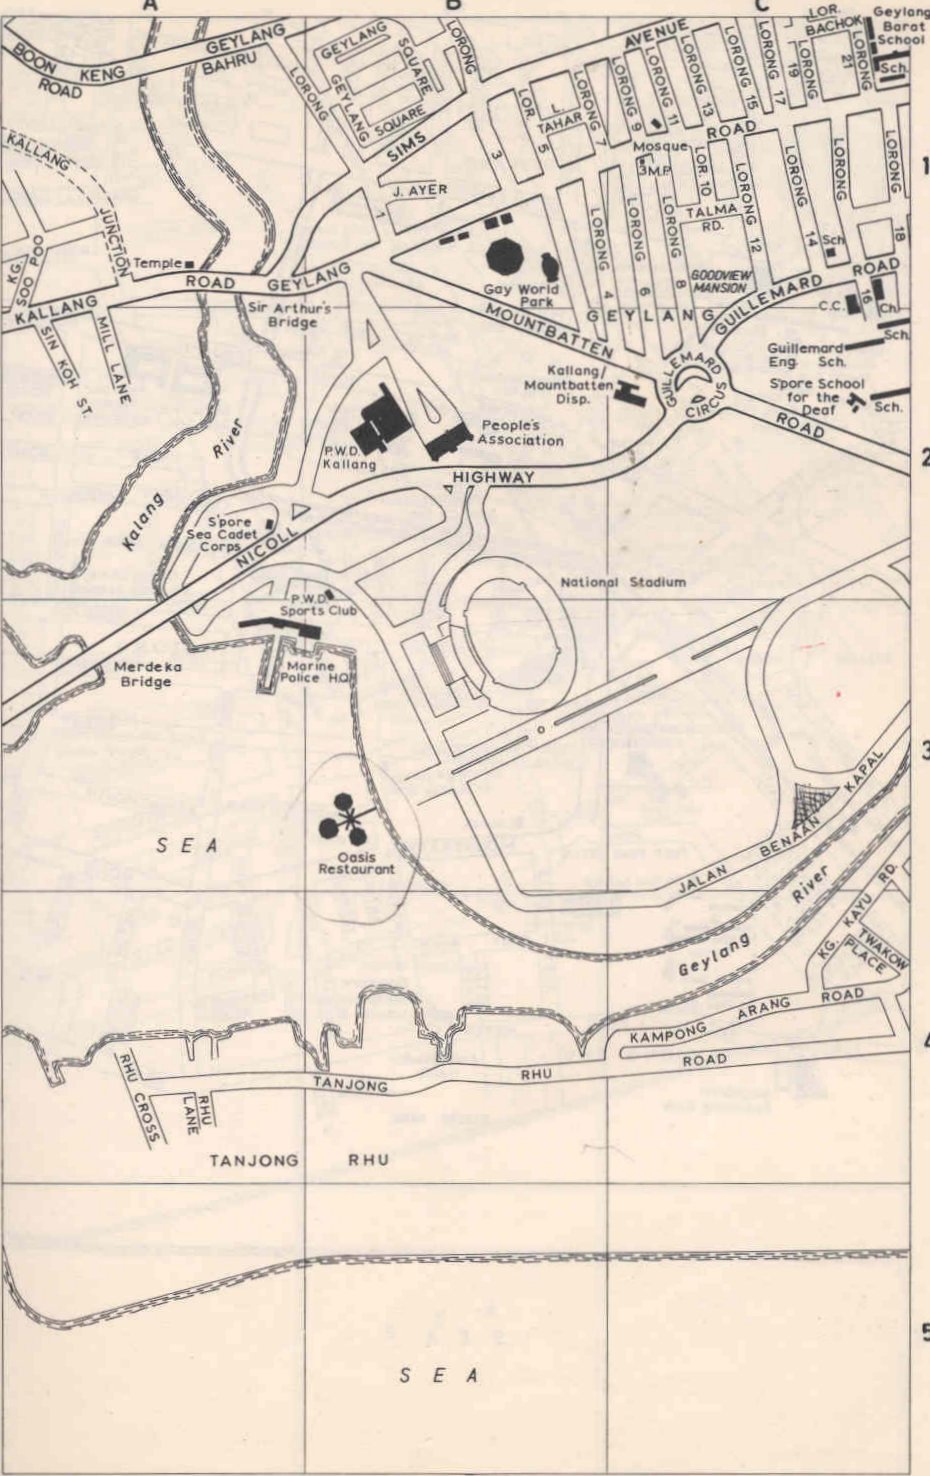 A
B
C
1
2
3
4
5
BOON KENG
ROAD
GEYLANG
BAHRU
LORONG
GEYLANG
SQUARE
GEYLANG
SQUARE
LORONG
SIMS
AVENUE
LOR.
BACHOK
Geylang
Barat
School
Sch.
LORONG 21
LORONG 19
LORONG 17
LORONG 15
LORONG 13
LORONG 11
LORONG 9
LORONG 7
L.
TAHAR
LOR. 5
3
1
J. AYER
ROAD
Mosque
3M.P
LOR. 10
TALMA
RD.
LORONG 12
LORONG 14
LORONG 16
LORONG 18
Sch
LORONG 4
LORONG 6
LORONG 8
GOODVIEW
MANSION
KALLANG
JUNCTION
KG.
SOO POO
Temple
ROAD
GEYLANG
KALLANG
SIN KOH ST.
MILL LANE
Sir Arthur's
Bridge
Gay World
Park
MOUNTBATTEN
GEYLANG
GUILLEMARD
ROAD
C.C.
Ch.
Sch.
Guillemard
Eng. Sch.
S'pore School
for the
Deaf
Sch.
Kallang/
Mountbatten
Disp.
GUILLEMARD
CIRCUS
ROAD
People's
Association
P.W.D.
Kallang
HIGHWAY
NICOLL
Kalang
River
S'pore
Sea Cadet
Corps
P.W.D.
Sports Club
National Stadium
Merdeka
Bridge
Marine
Police H.Q.
SEA
Oasis
Restaurant
JALAN BENAAN KAPAL
Geylang
River
KG. KAYU RD.
TWAKOW
PLACE
KAMPONG ARANG ROAD
TANJONG RHU ROAD
RHU CROSS
RHU
LANE
TANJONG RHU
SEA